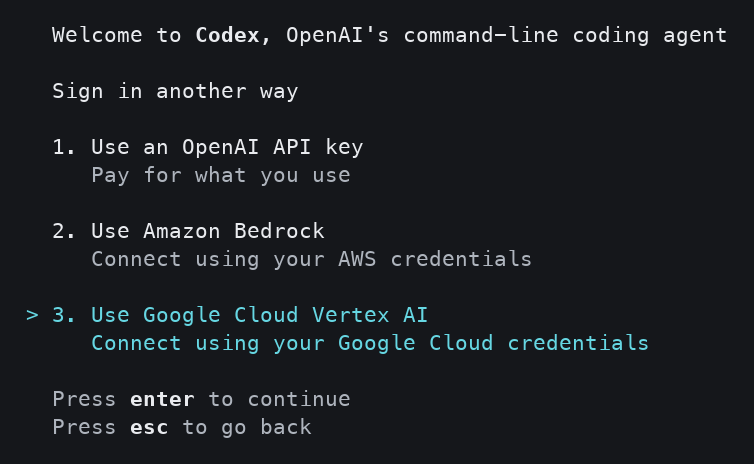 Welcome to Codex, OpenAI's command-line coding agent
Sign in another way
1. Use an OpenAI API key
Pay for what you use
2. Use Amazon Bedrock
Connect using your AWS credentials
> 3. Use Google Cloud Vertex AI
Connect using your Google Cloud credentials
Press enter to continue
Press esc to go back